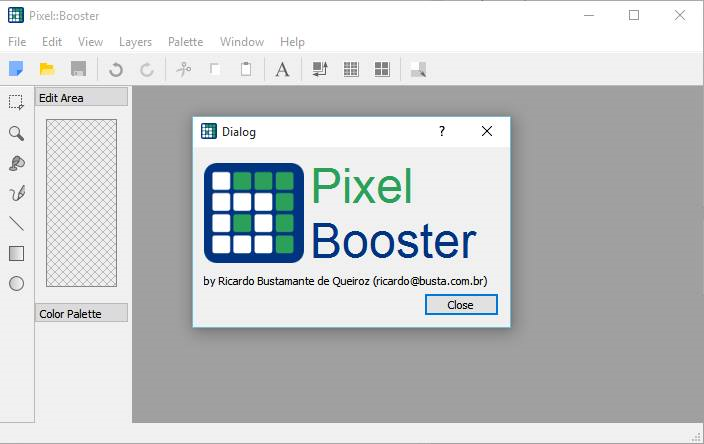 Pixel::Booster
File Edit View Layers Palette Window Help
A
Edit Area
Dialog ?
Pixel
Booster
by Ricardo Bustamante de Queiroz (ricardo@busta.com.br)
Close
Color Palette